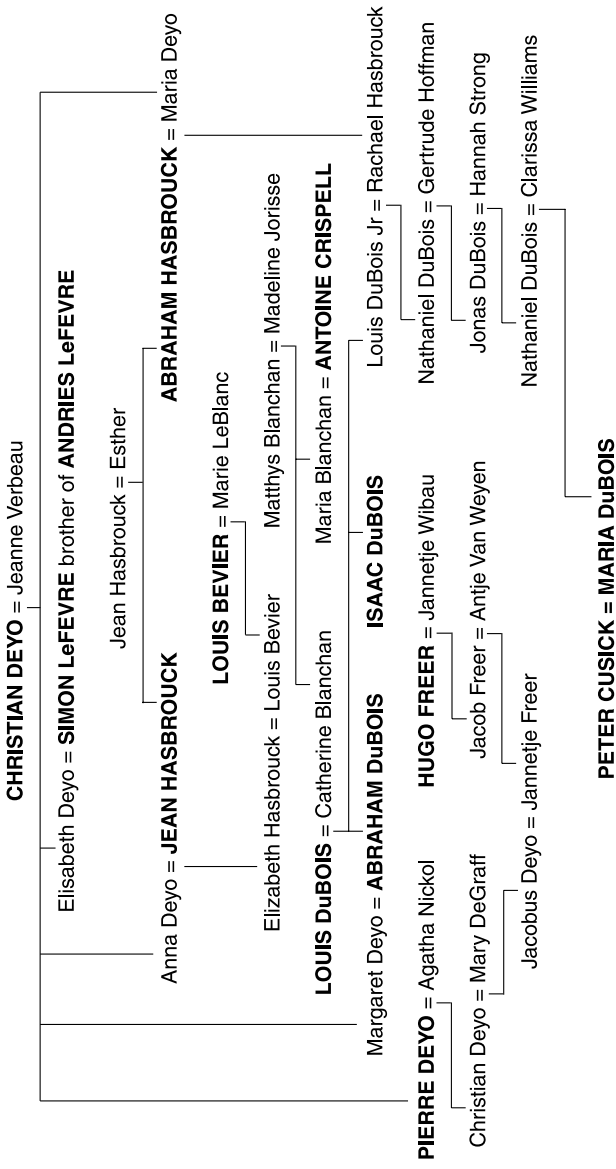 CHRISTIAN DEYO = Jeanne Verbeau
Elisabeth Deyo = SIMON LeFEVRE brother of ANDRIES LeFEVRE
Jean Hasbrouck = Esther
Anna Deyo = JEAN HASBROUCK
ABRAHAM HASBROUCK = Maria Deyo
LOUIS BEVIER = Marie LeBlanc
Elizabeth Hasbrouck = Louis Bevier
Matthys Blanchan = Madeline Jorisse
LOUIS DuBOIS = Catherine Blanchan
Maria Blanchan = ANTOINE CRISPELL
Margaret Deyo = ABRAHAM DuBOIS
ISAAC DuBOIS
Louis DuBois Jr = Rachael Hasbrouck
PIERRE DEYO = Agatha Nickol
HUGO FREER = Jannetje Wibau
Nathaniel DuBois = Gertrude Hoffman
Christian Deyo = Mary DeGraff
Jacob Freer = Antje Van Weyen
Jonas DuBois = Hannah Strong
Jacobus Deyo = Jannetje Freer
Nathaniel DuBois = Clarissa Williams
PETER CUSICK = MARIA DuBOIS